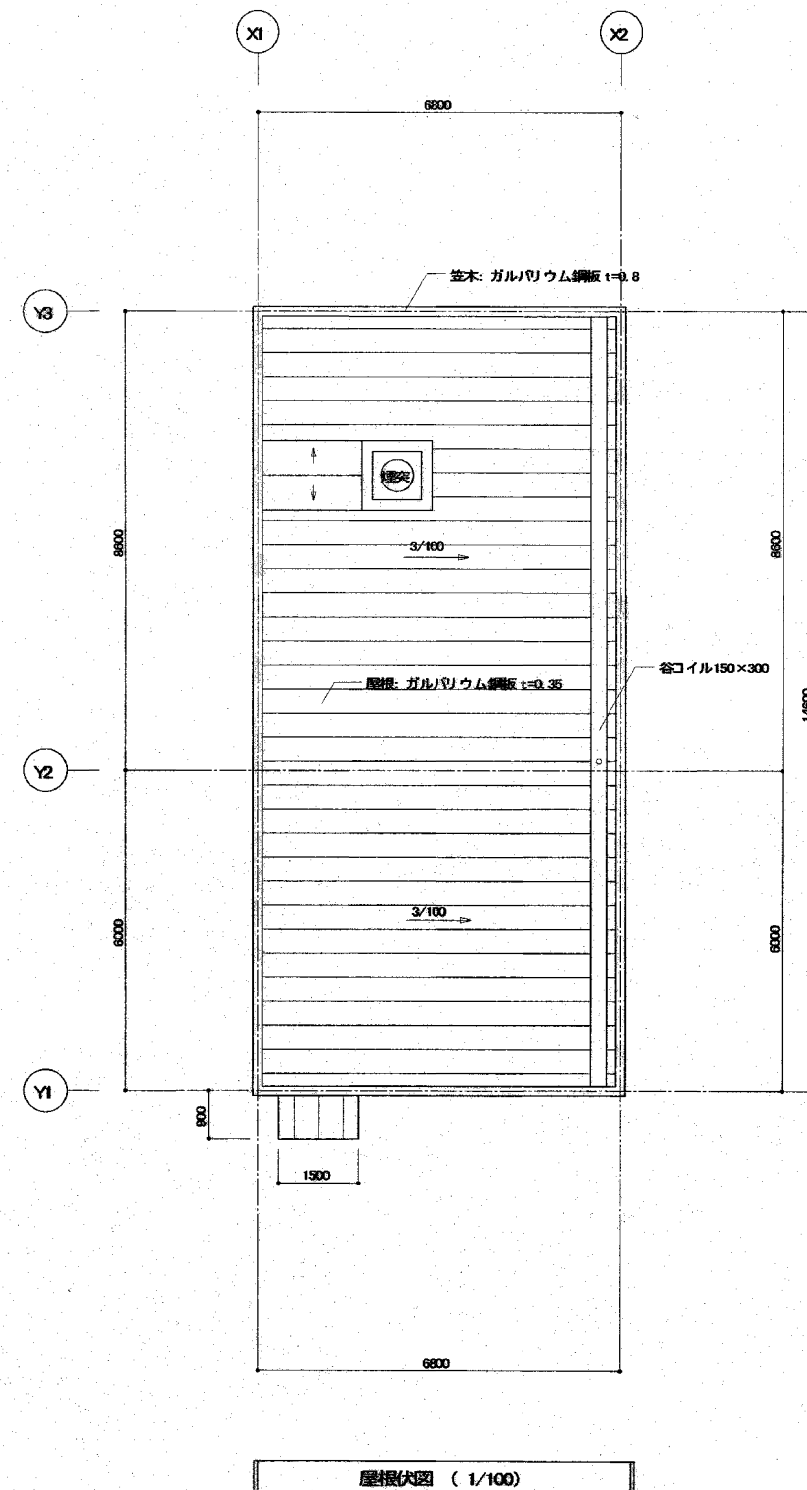 X1
X2
6800
笠木: ガルバリウム鋼板 t=0.8
Y3
煙突
3/100
8600
8600
谷コイル150×300
屋根: ガルバリウム鋼板 t=0.35
14600
Y2
3/100
6000
6000
Y1
900
1500
6800
屋根伏図 ( 1/100)